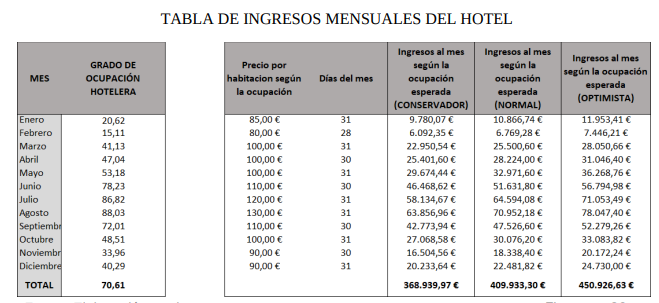 TABLA DE INGRESOS MENSUALES DEL HOTEL
MES GRADO DE OCUPACIÓN HOTELERA Precio por habitacion según la ocupación Días del mes Ingresos al mes según la ocupación esperada (CONSERVADOR) Ingresos al mes según la ocupación esperada (NORMAL) Ingresos al mes según la ocupación esperada (OPTIMISTA)
Enero 20,62 85,00 € 31 9.780,07 € 10.866,74 € 11.953,41 €
Febrero 15,11 80,00 € 28 6.092,35 € 6.769,28 € 7.446,21 €
Marzo 41,13 100,00 € 31 22.950,54 € 25.500,60 € 28.050,66 €
Abril 47,04 100,00 € 30 25.401,60 € 28.224,00 € 31.046,40 €
Mayo 53,18 100,00 € 31 29.674,44 € 32.971,60 € 36.268,76 €
Junio 78,23 110,00 € 30 46.468,62 € 51.631,80 € 56.794,98 €
Julio 86,82 120,00 € 31 58.134,67 € 64.594,08 € 71.053,49 €
Agosto 88,03 130,00 € 31 63.856,96 € 70.952,18 € 78.047,40 €
Septiembr 72,01 110,00 € 30 42.773,94 € 47.526,60 € 52.279,26 €
Octubre 48,51 100,00 € 31 27.068,58 € 30.076,20 € 33.083,82 €
Noviembr 33,96 90,00 € 30 16.504,56 € 18.338,40 € 20.172,24 €
Diciembre 40,29 90,00 € 31 20.233,64 € 22.481,82 € 24.730,00 €
TOTAL 70,61 368.939,97 € 409.933,30 € 450.926,63 €